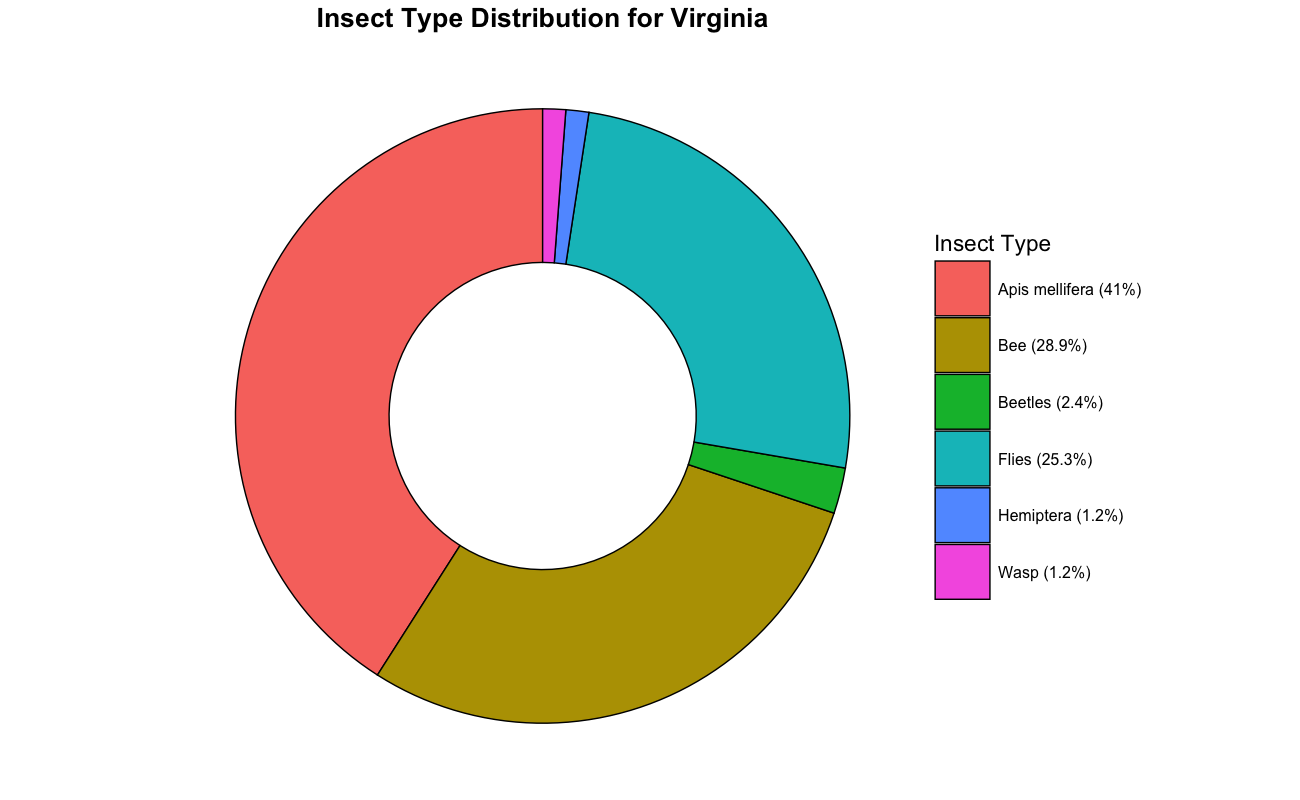 Insect Type Distribution for Virginia
Insect Type
Apis mellifera (41%)
Bee (28.9%)
Beetles (2.4%)
Flies (25.3%)
Hemiptera (1.2%)
Wasp (1.2%)